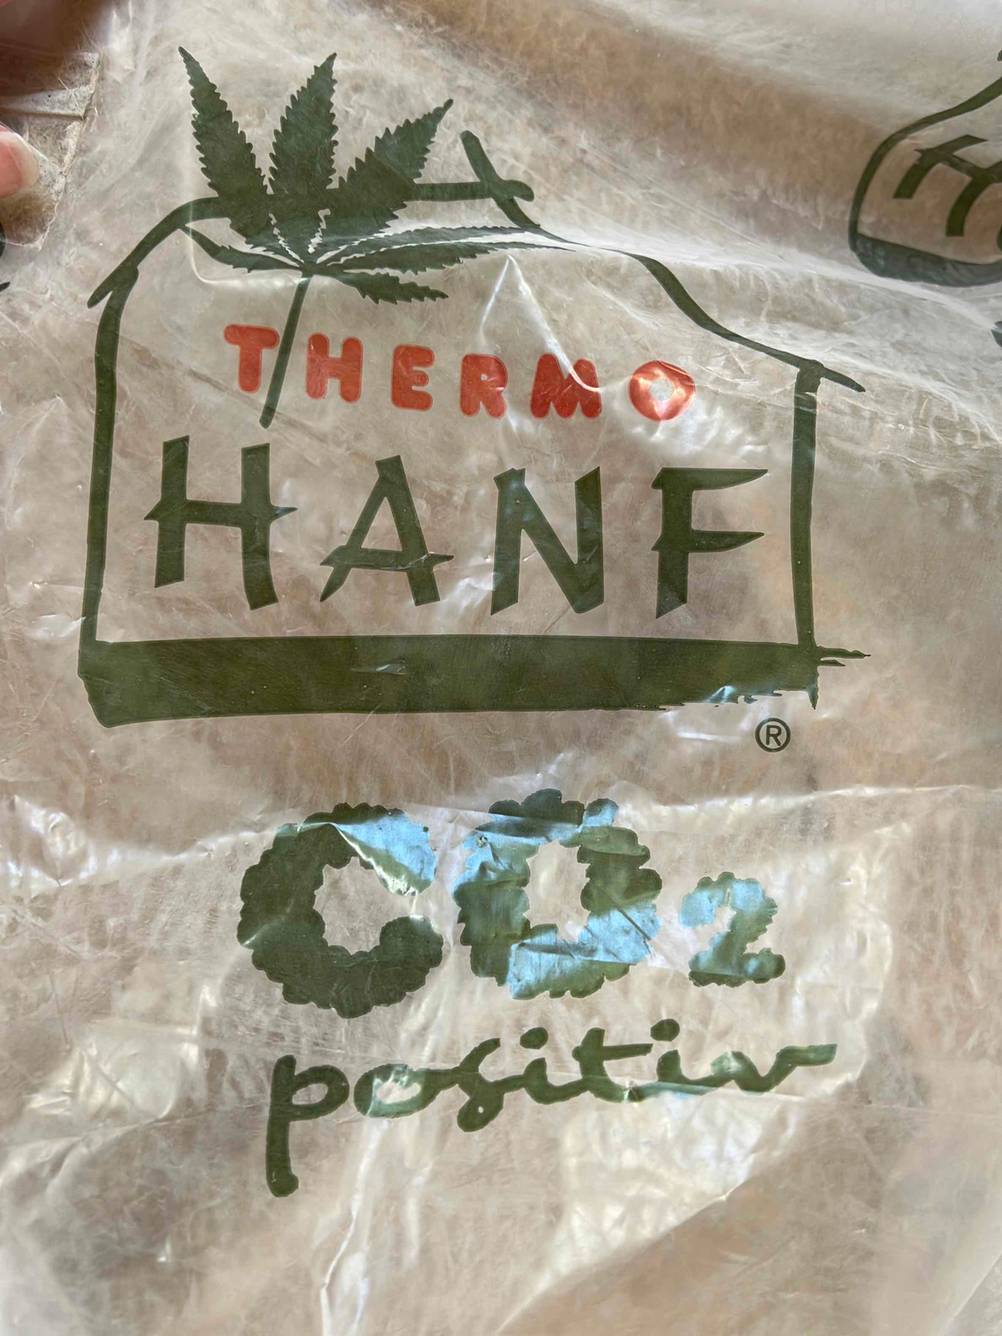 THERMO
HANF
®
CO₂
positiv